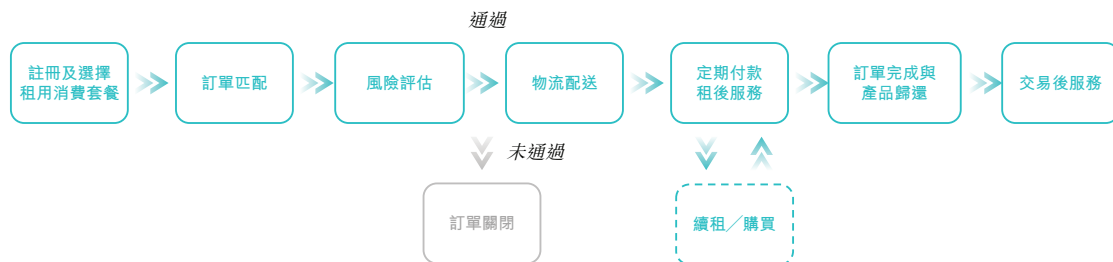 通過
註冊及選擇
租用消費套餐
訂單匹配
風險評估
物流配送
定期付款
租後服務
訂單完成與
產品歸還
交易後服務
未通過
訂單關閉
續租／購買